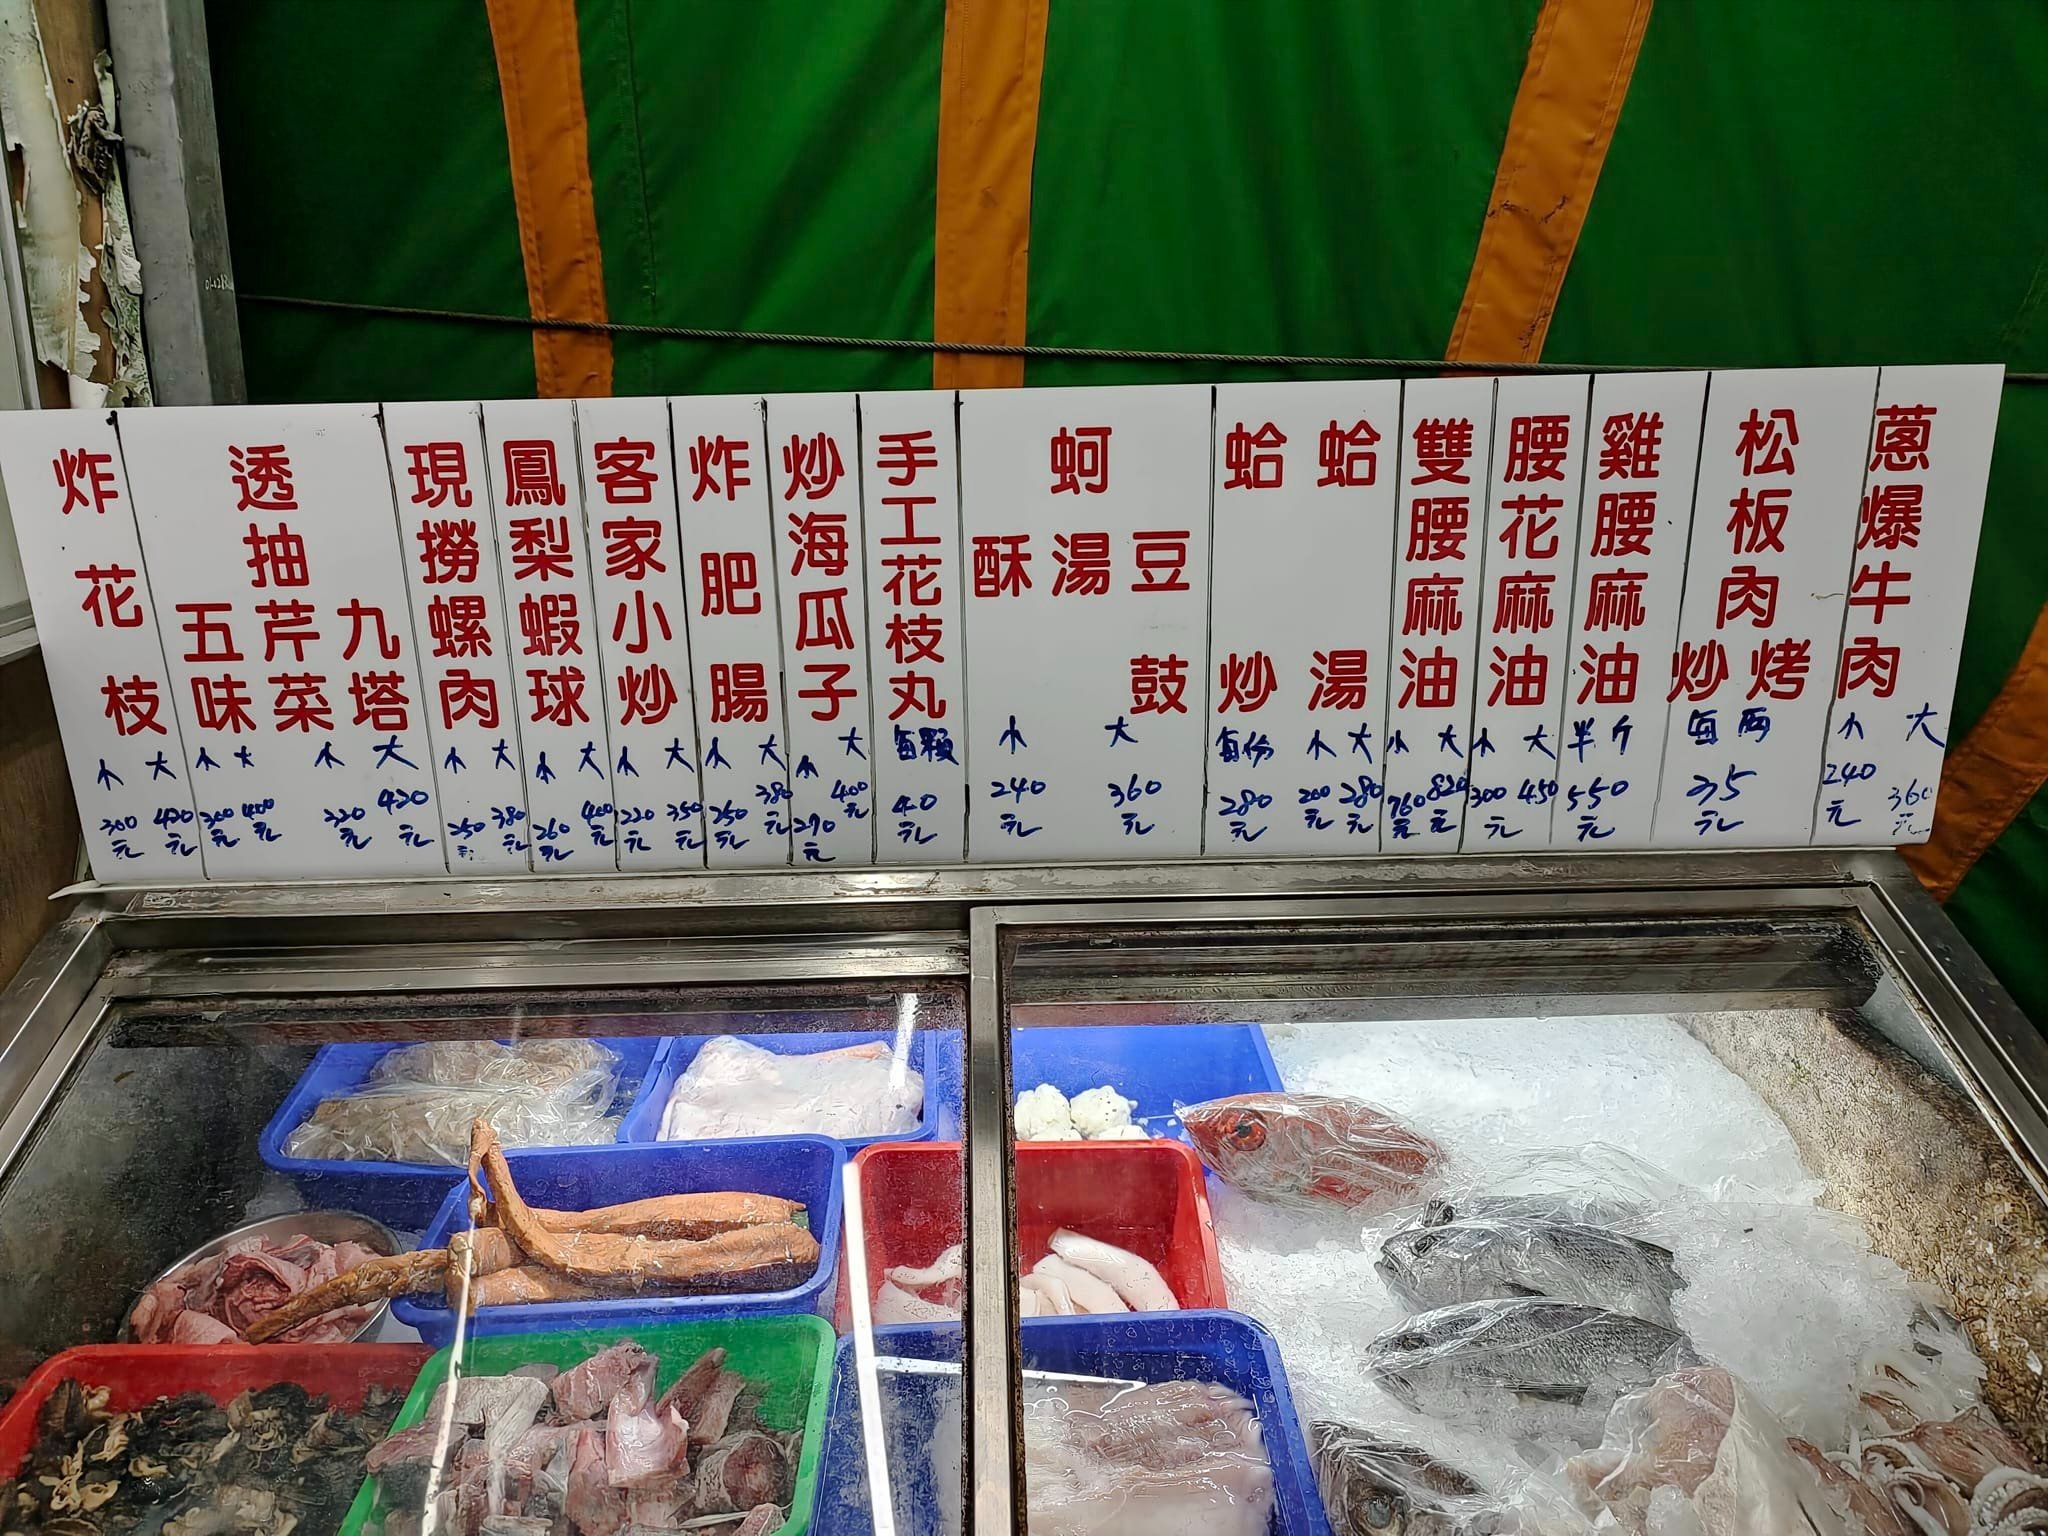 炸花枝
小 大
300元 420元
透抽
五味 芹菜 九塔
小 大 小 大
300元 400元 320元 420元
現撈螺肉
小 大
250元 380元
鳳梨蝦球
小 大
260元 400元
客家小炒
小 大
220元 350元
炸肥腸
小 大
250元 380元
炒海瓜子
小 大
270元 400元
手工花枝丸
每顆
40元
蚵
酥 湯 豆鼓
小 大
240元 360元
蛤炒
每份
280元
蛤湯
小 大
200元 280元
雙腰麻油
小 大
760元 820元
腰花麻油
小 大
300元 450元
雞腰麻油
半斤
550元
松板肉
炒 烤
每兩
35元
蔥爆牛肉
小 大
240元 360元